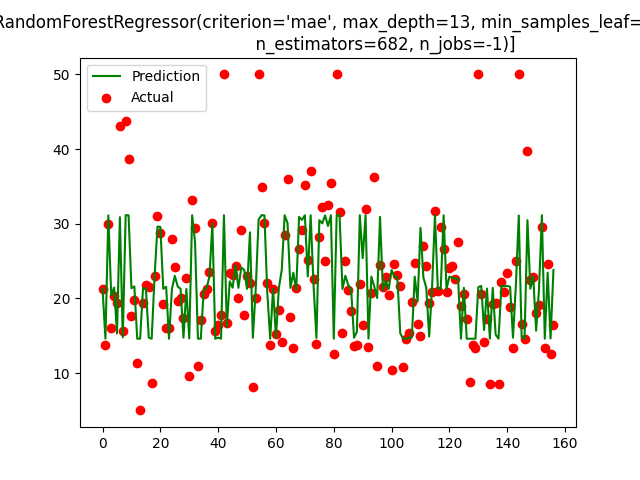 RandomForestRegressor(criterion='mae', max_depth=13, min_samples_leaf=
n_estimators=682, n_jobs=-1)]
50
40
30
20
10
Prediction
Actual
0 20 40 60 80 100 120 140 160